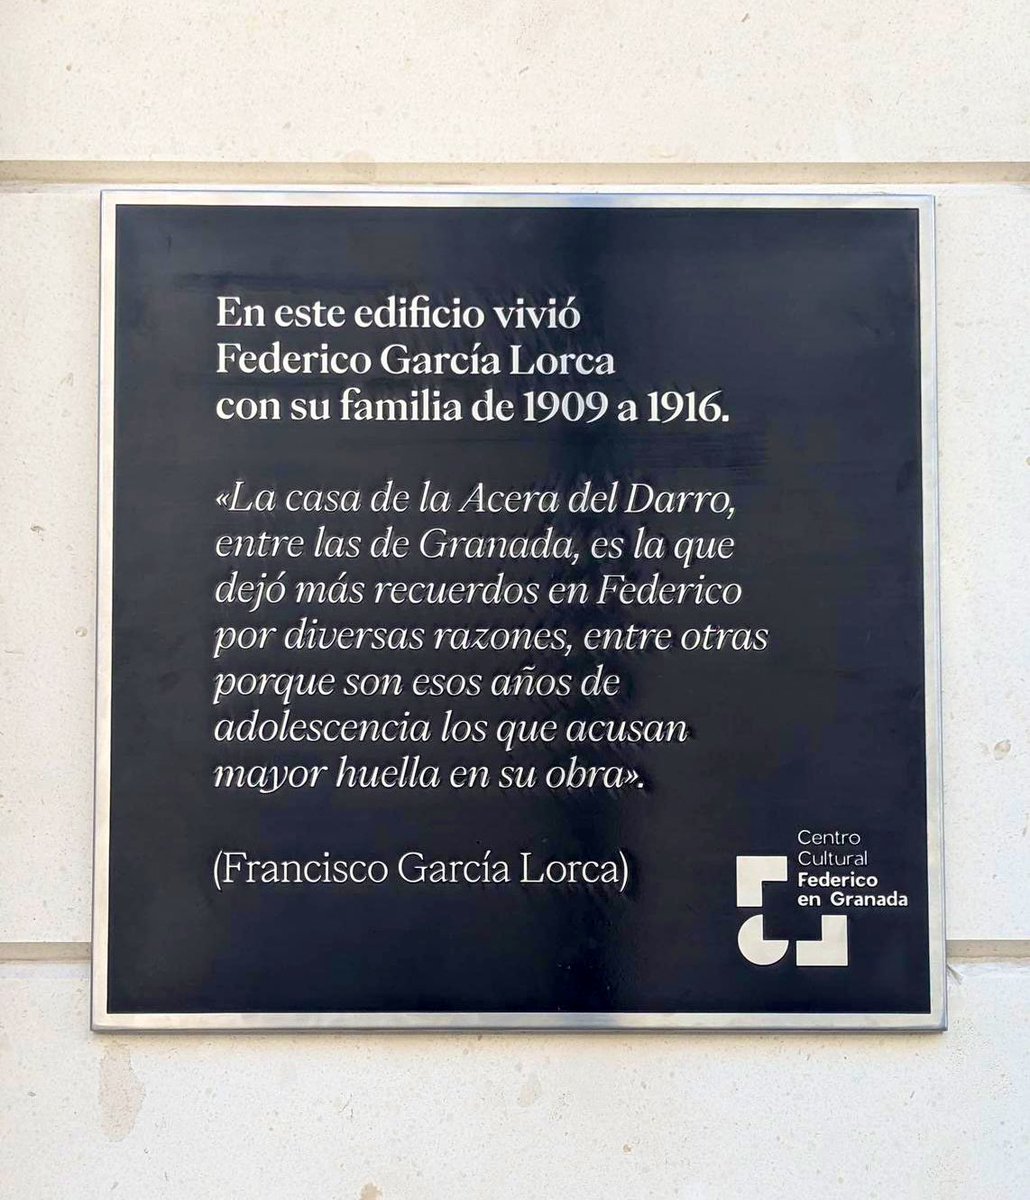 En este edificio vivió
Federico García Lorca
con su familia de 1909 a 1916.
«La casa de la Acera del Darro,
entre las de Granada, es la que
dejó más recuerdos en Federico
por diversas razones, entre otras
porque son esos años de
adolescencia los que acusan
mayor huella en su obra».
(Francisco García Lorca)
Centro
Cultural
Federico
en Granada